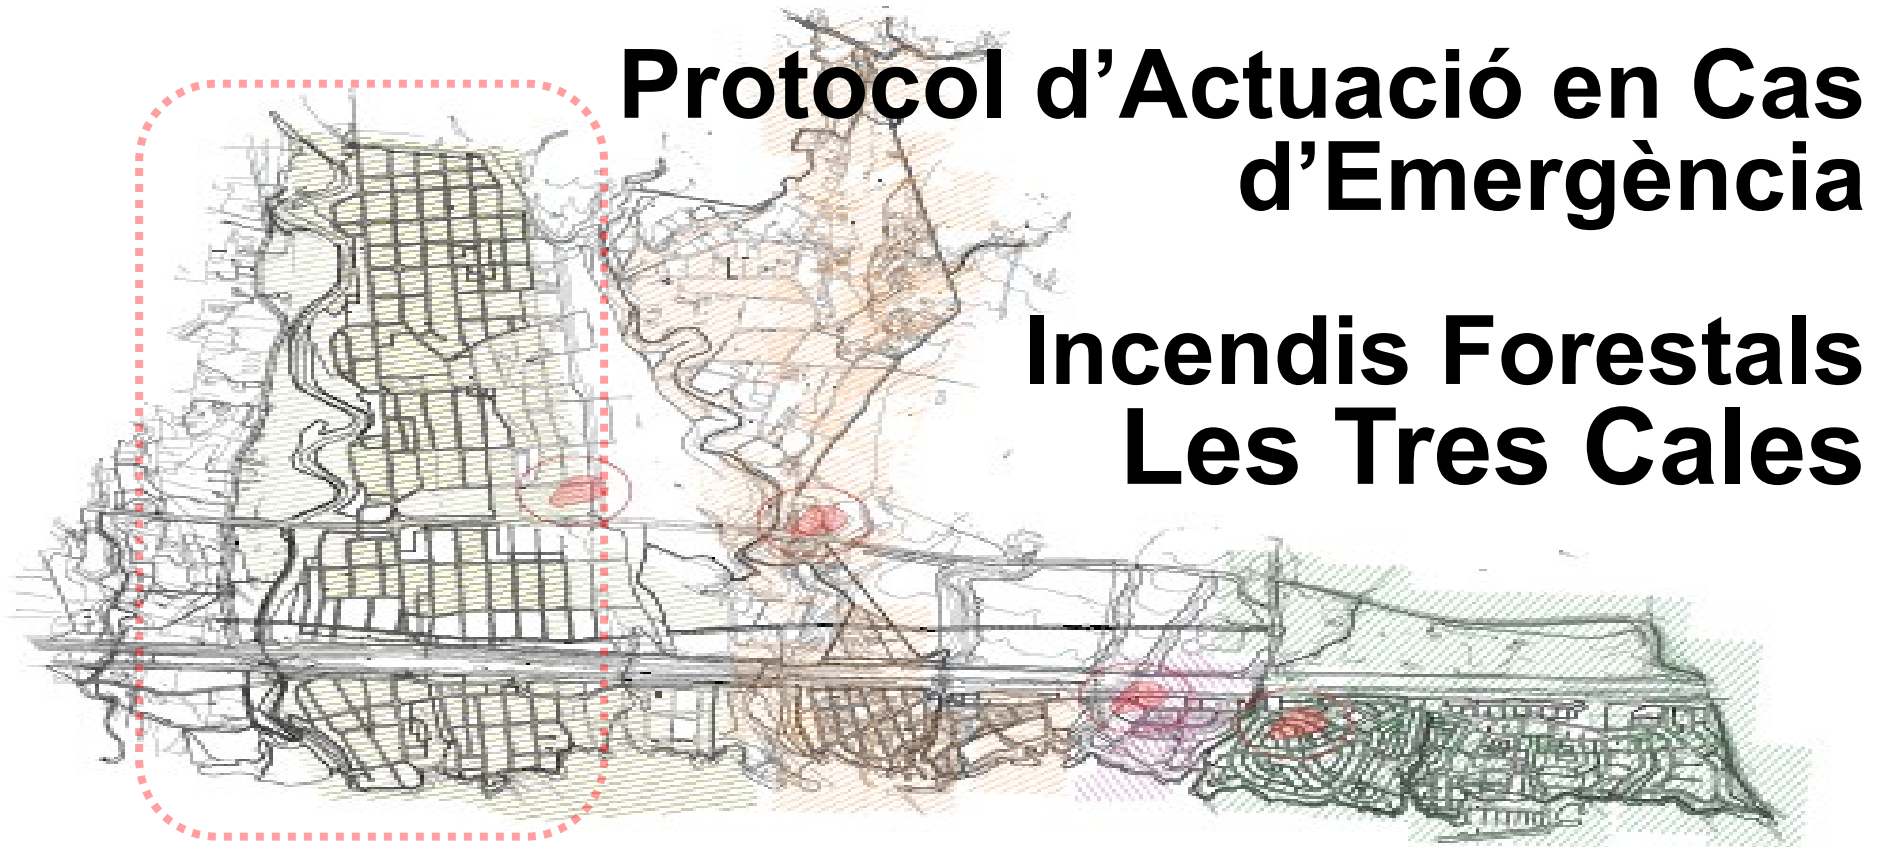 Protocol d’Actuació en Cas
d’Emergència
Incendis Forestals
Les Tres Cales